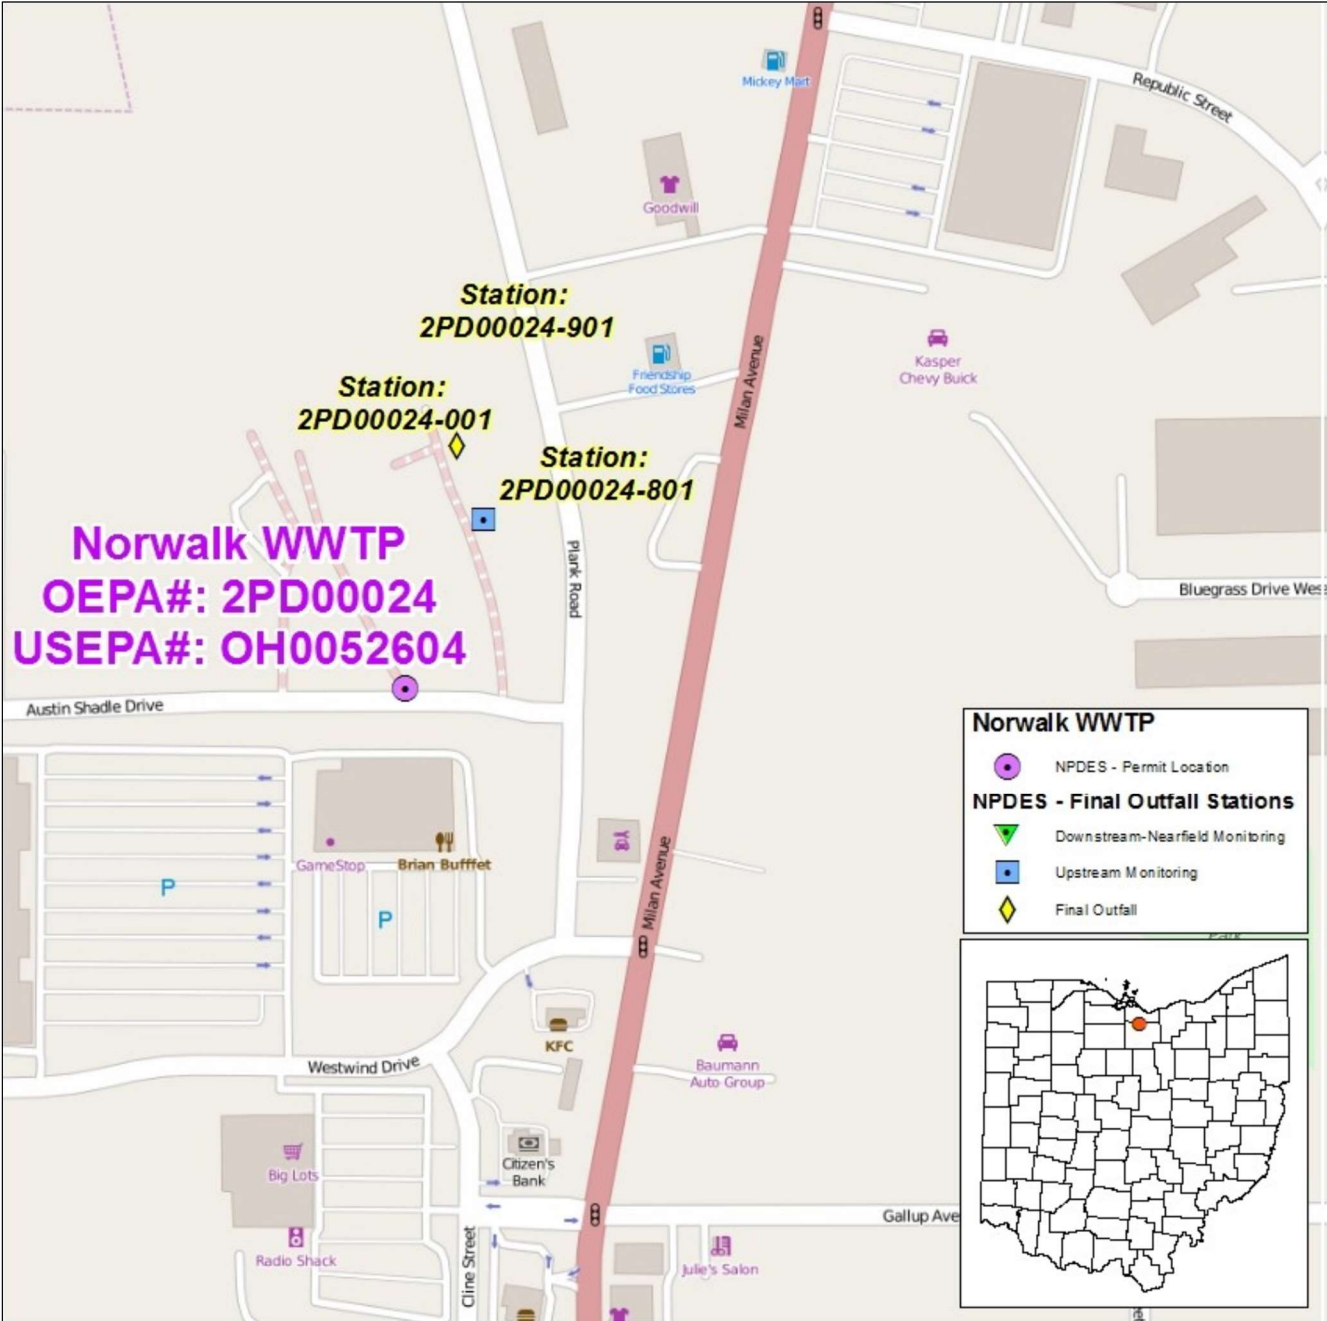 Mickey Mart
Republic Street
Goodwill
Station:
2PD00024-901
Milan Avenue
Friendship
Food Stores
Kasper
Chevy Buick
Station:
2PD00024-001
Station:
2PD00024-801
Norwalk WWTP
OEPA#: 2PD00024
USEPA#: OH0052604
Plank Road
Bluegrass Drive Wes
Austin Shadle Drive
Norwalk WWTP
NPDES - Permit Location
NPDES - Final Outfall Stations
Downstream-Nearfield Monitoring
Upstream Monitoring
Final Outfall
GameStop
Brian Bufffet
P
P
Milan Avenue
KFC
Westwind Drive
Baumann
Auto Group
Citizen's
Bank
Big Lots
Gallup Ave
Radio Shack
Cline Street
Julie's Salon